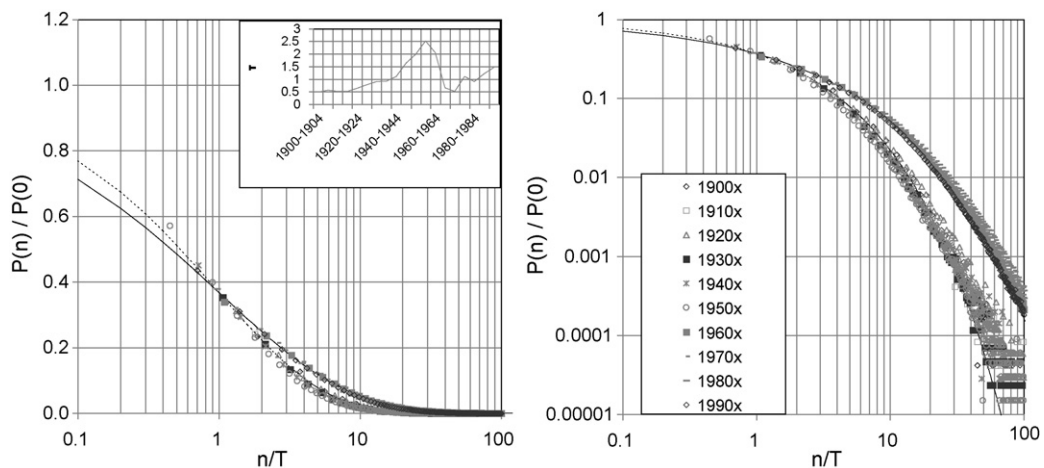 P(n) / P(0)
1.2
1.0
0.8
0.6
0.4
0.2
0.0
0.1
1
10
100
n/T
T
3
2.5
2
1.5
1
0.5
0
1900-1904
1920-1924
1940-1944
1960-1964
1980-1984
P(n) / P(0)
1
0.1
0.01
0.001
0.0001
0.00001
0.1
1
10
100
n/T
1900x
1910x
1920x
1930x
1940x
1950x
1960x
1970x
1980x
1990x